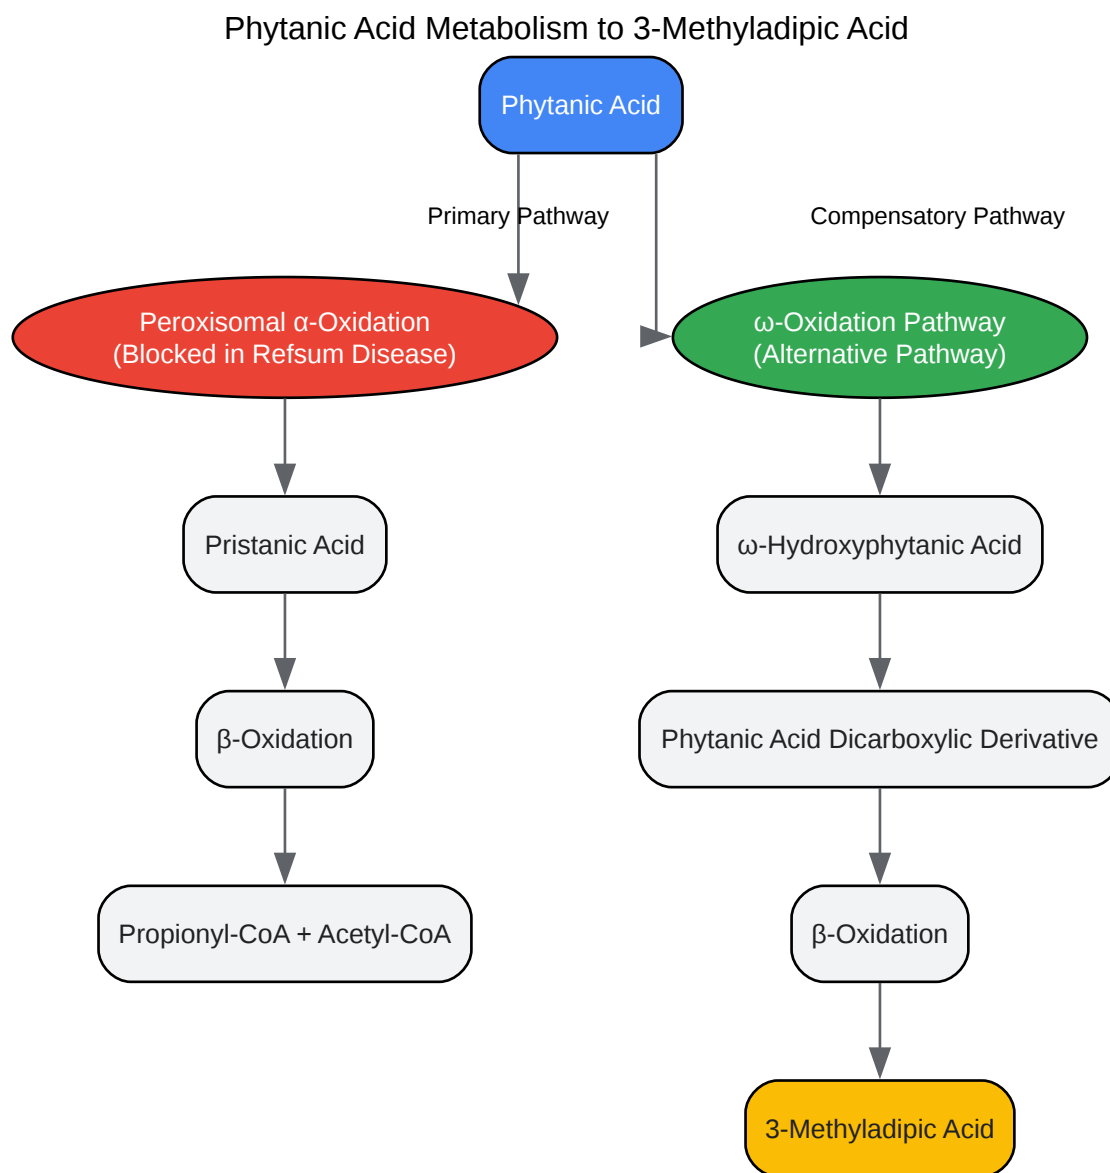 Phytanic Acid Metabolism to 3-Methyladipic Acid
Phytanic Acid
Primary Pathway
Compensatory Pathway
Peroxisomal α-Oxidation
(Blocked in Refsum Disease)
ω-Oxidation Pathway
(Alternative Pathway)
Pristanic Acid
ω-Hydroxyphytanic Acid
β-Oxidation
Phytanic Acid Dicarboxylic Derivative
Propionyl-CoA + Acetyl-CoA
β-Oxidation
3-Methyladipic Acid